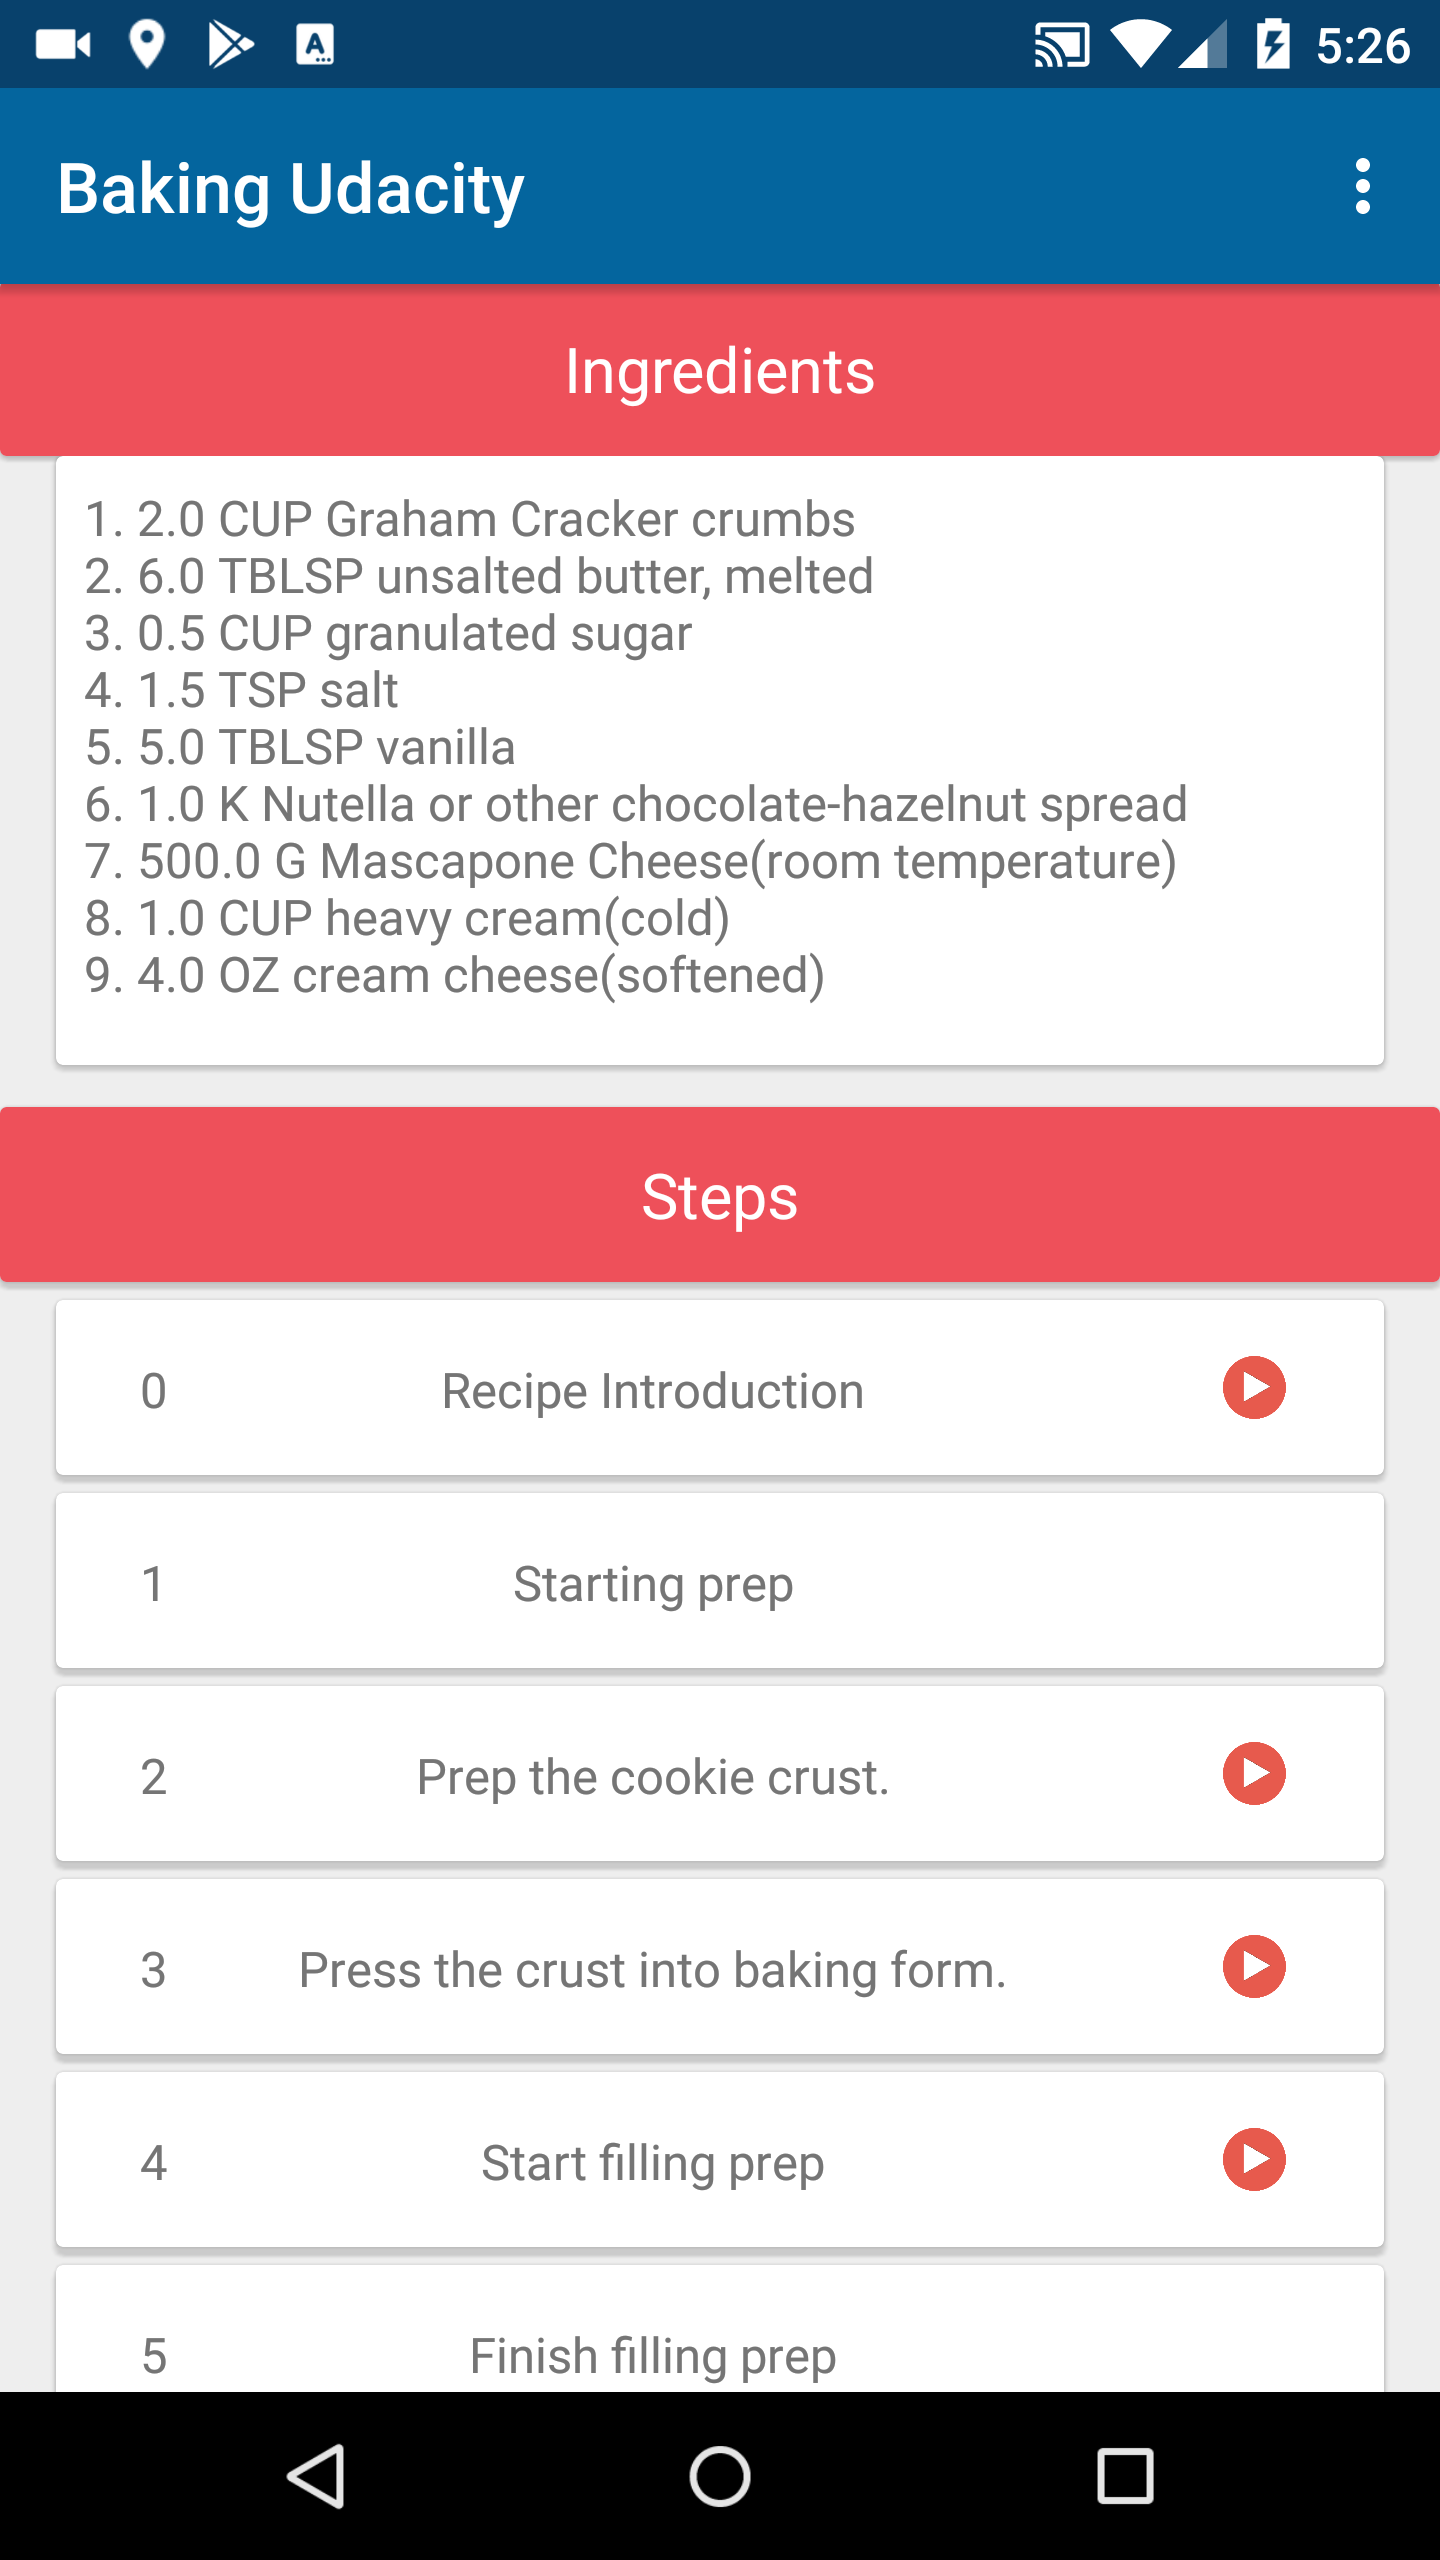 5:26
Baking Udacity
Ingredients
1. 2.0 CUP Graham Cracker crumbs
2. 6.0 TBLSP unsalted butter, melted
3. 0.5 CUP granulated sugar
4. 1.5 TSP salt
5. 5.0 TBLSP vanilla
6. 1.0 K Nutella or other chocolate-hazelnut spread
7. 500.0 G Mascapone Cheese(room temperature)
8. 1.0 CUP heavy cream(cold)
9. 4.0 OZ cream cheese(softened)
Steps
0 Recipe Introduction
1 Starting prep
2 Prep the cookie crust.
3 Press the crust into baking form.
4 Start filling prep
5 Finish filling prep